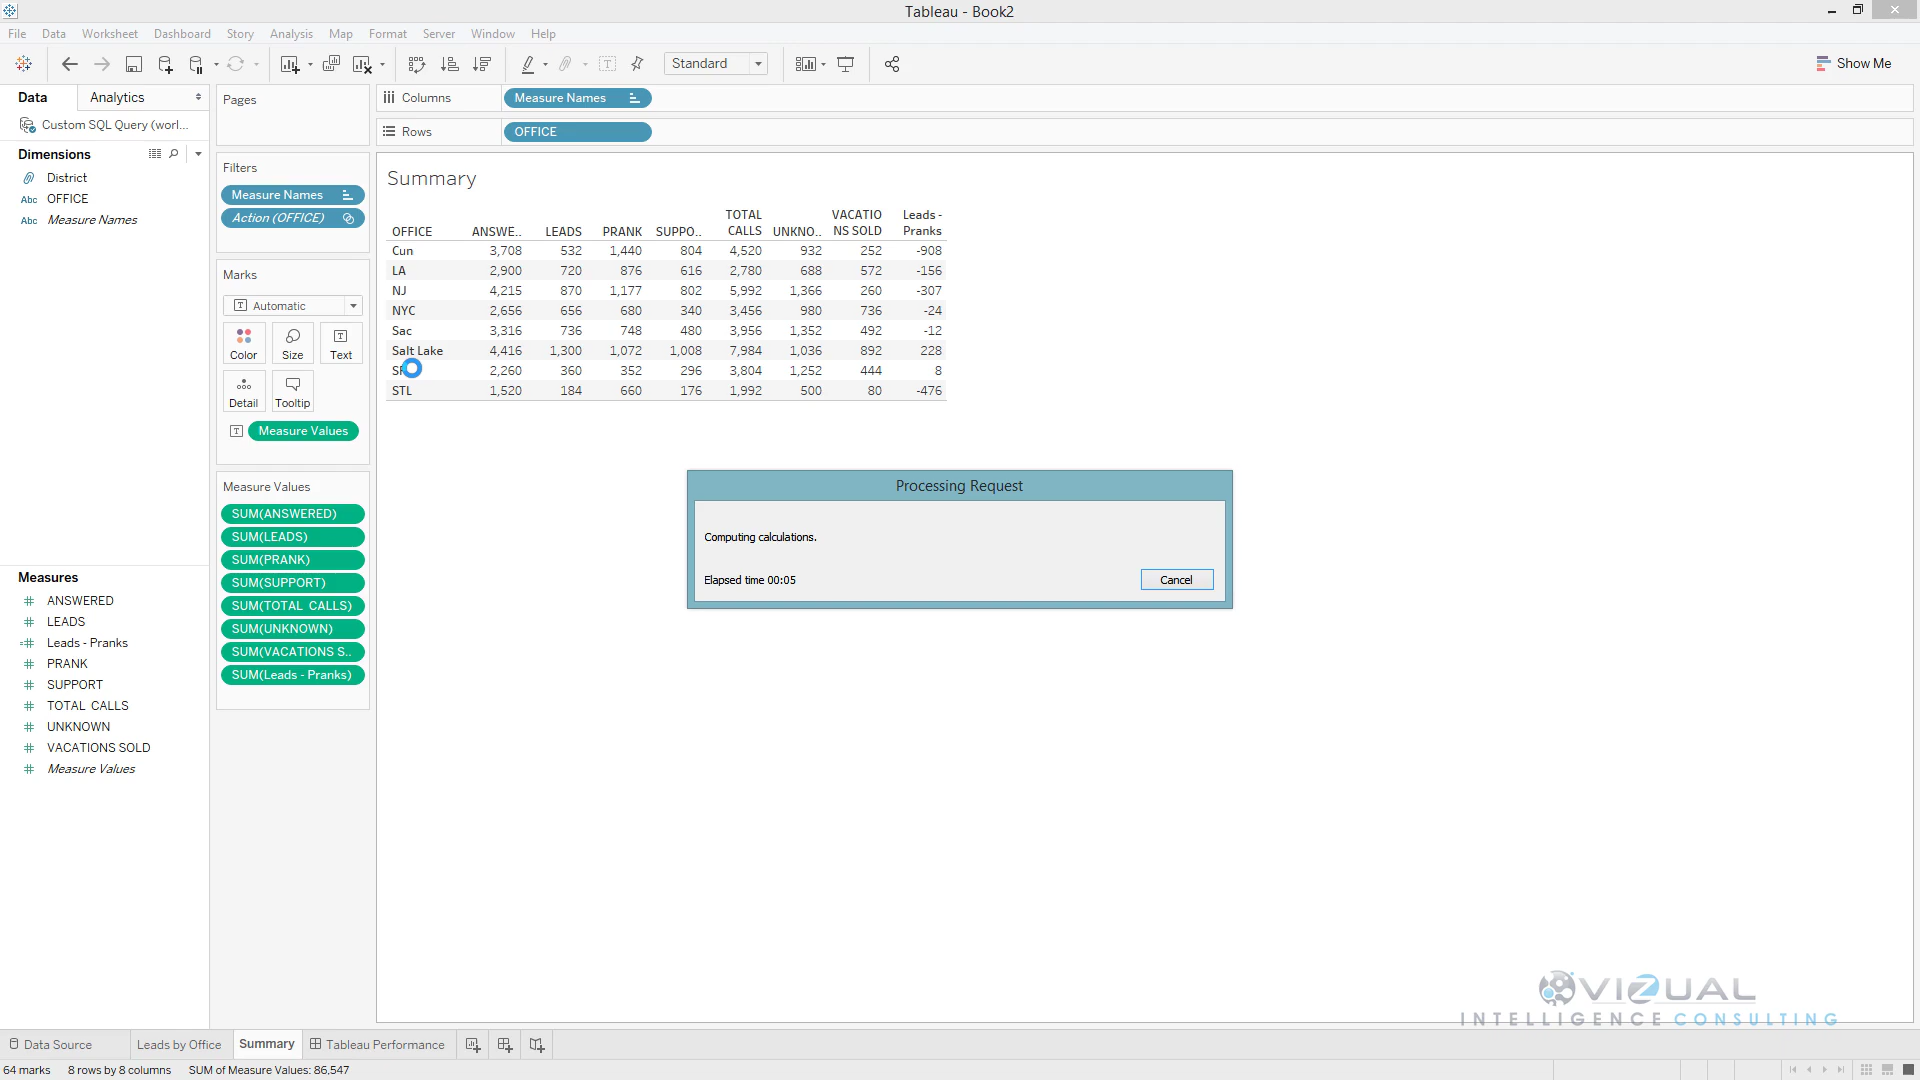 Tableau - Book2
File Data Worksheet Dashboard Story Analysis Map Format Server Window Help
Standard
Show Me
Data Analytics
Custom SQL Query (worl...
Dimensions
District
Abc OFFICE
Abc Measure Names
Measures
ANSWERED
LEADS
Leads - Pranks
PRANK
SUPPORT
TOTAL CALLS
UNKNOWN
VACATIONS SOLD
Measure Values
Pages
Filters
Measure Names
Action (OFFICE)
Marks
Automatic
Color Size Text
Detail Tooltip
Measure Values
Measure Values
SUM(ANSWERED)
SUM(LEADS)
SUM(PRANK)
SUM(SUPPORT)
SUM(TOTAL CALLS)
SUM(UNKNOWN)
SUM(VACATIONS S..
SUM(Leads - Pranks)
Columns Measure Names
Rows OFFICE
Summary
OFFICE ANSWE.. LEADS PRANK SUPPO.. TOTAL CALLS UNKNO.. VACATIO NS SOLD Leads - Pranks
Cun 3,708 532 1,440 804 4,520 932 252 -908
LA 2,900 720 876 616 2,780 688 572 -156
NJ 4,215 870 1,177 802 5,992 1,366 260 -307
NYC 2,656 656 680 340 3,456 980 736 -24
Sac 3,316 736 748 480 3,956 1,352 492 -12
Salt Lake 4,416 1,300 1,072 1,008 7,984 1,036 892 228
2,260 360 352 296 3,804 1,252 444 8
STL 1,520 184 660 176 1,992 500 80 -476
Processing Request
Computing calculations.
Elapsed time 00:05 Cancel
VIZUAL
INTELLIGENCE CONSULTING
Data Source Leads by Office Summary Tableau Performance
64 marks 8 rows by 8 columns SUM of Measure Values: 86,547